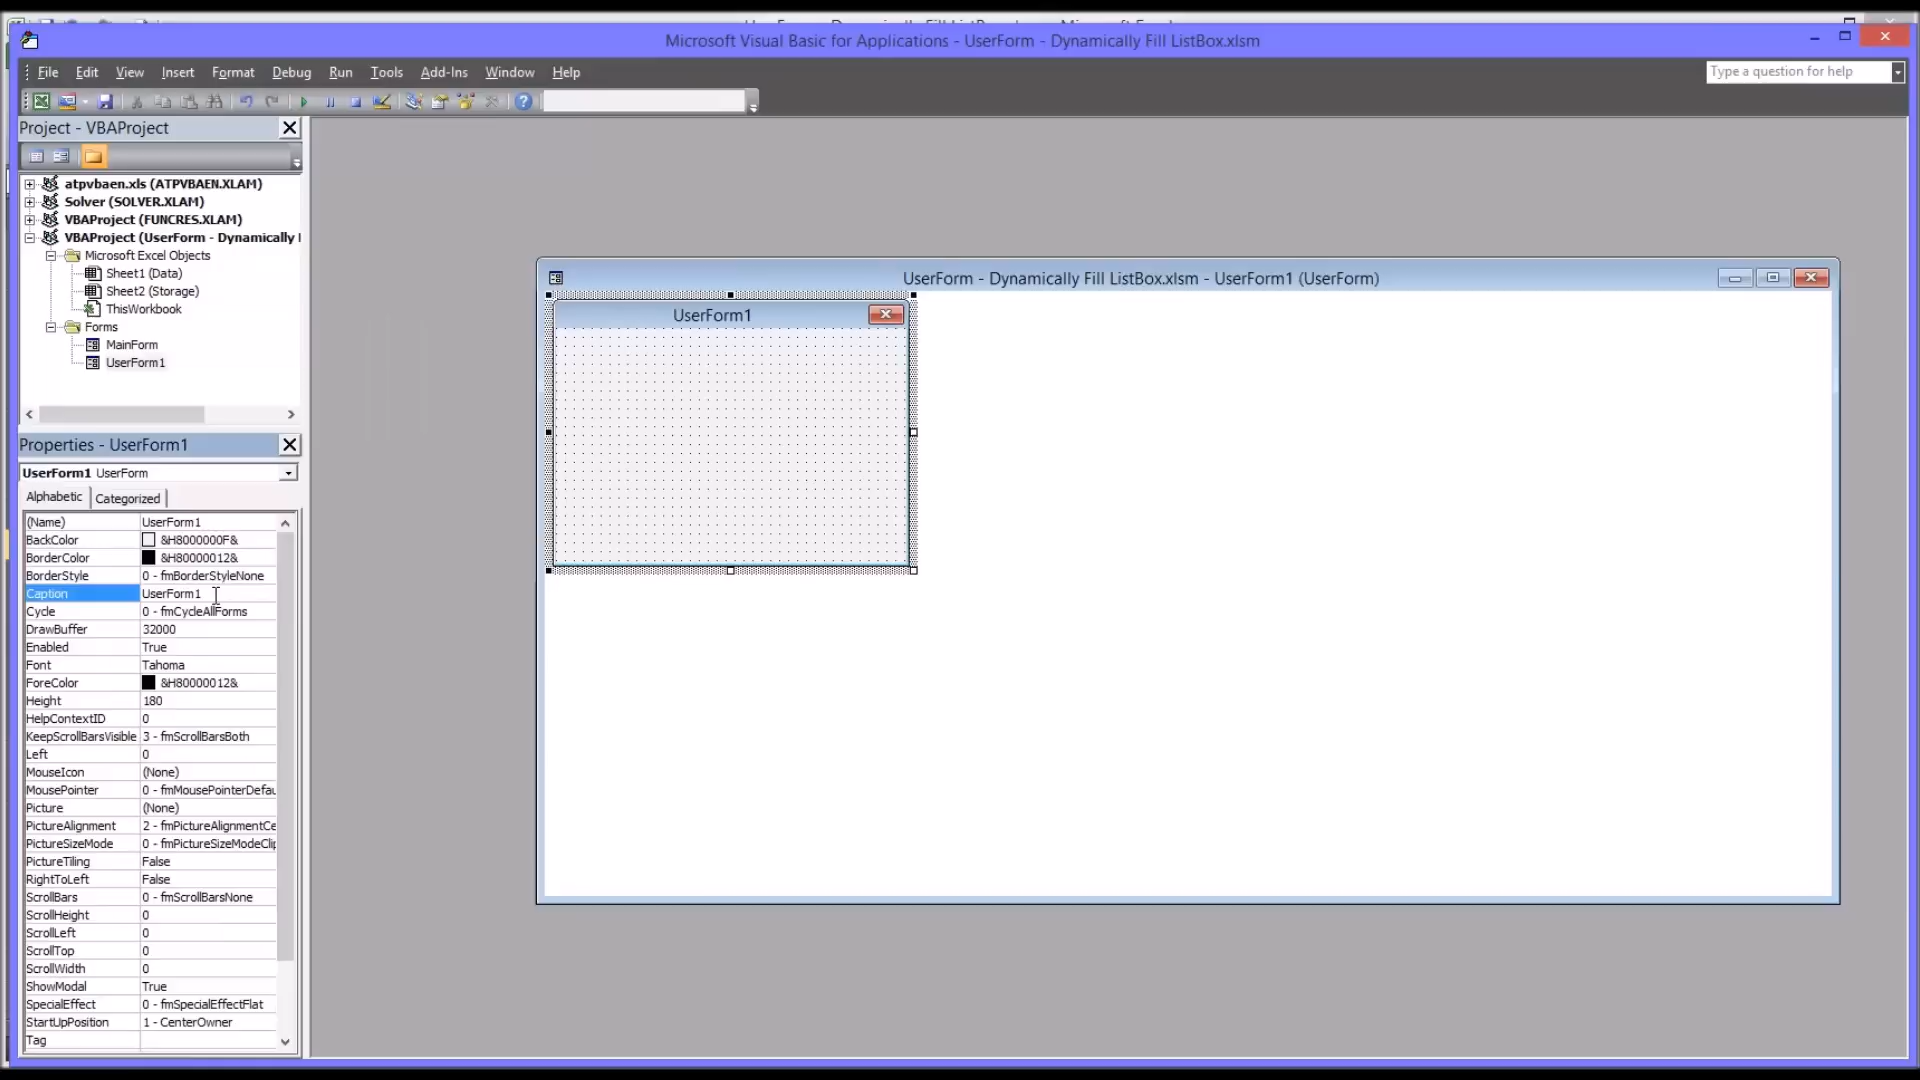 Microsoft Visual Basic for Applications - UserForm - Dynamically Fill ListBox.xlsm
File Edit View Insert Format Debug Run Tools Add-Ins Window Help
Type a question for help
Project - VBAProject
atpvbaen.xls (ATPVBAEN.XLAM)
Solver (SOLVER.XLAM)
VBAProject (FUNCRES.XLAM)
VBAProject (UserForm - Dynamically
Microsoft Excel Objects
Sheet1 (Data)
Sheet2 (Storage)
ThisWorkbook
Forms
MainForm
UserForm1
Properties - UserForm1
UserForm1 UserForm
Alphabetic Categorized
(Name) UserForm1
BackColor &H8000000F&
BorderColor &H80000012&
BorderStyle 0 - fmBorderStyleNone
Caption UserForm1
Cycle 0 - fmCycleAllForms
DrawBuffer 32000
Enabled True
Font Tahoma
ForeColor &H80000012&
Height 180
HelpContextID 0
KeepScrollBarsVisible 3 - fmScrollBarsBoth
Left 0
MouseIcon (None)
MousePointer 0 - fmMousePointerDefau
Picture (None)
PictureAlignment 2 - fmPictureAlignmentCe
PictureSizeMode 0 - fmPictureSizeModeClip
PictureTiling False
RightToLeft False
ScrollBars 0 - fmScrollBarsNone
ScrollHeight 0
ScrollLeft 0
ScrollTop 0
ScrollWidth 0
ShowModal True
SpecialEffect 0 - fmSpecialEffectFlat
StartUpPosition 1 - CenterOwner
Tag
UserForm - Dynamically Fill ListBox.xlsm - UserForm1 (UserForm)
UserForm1